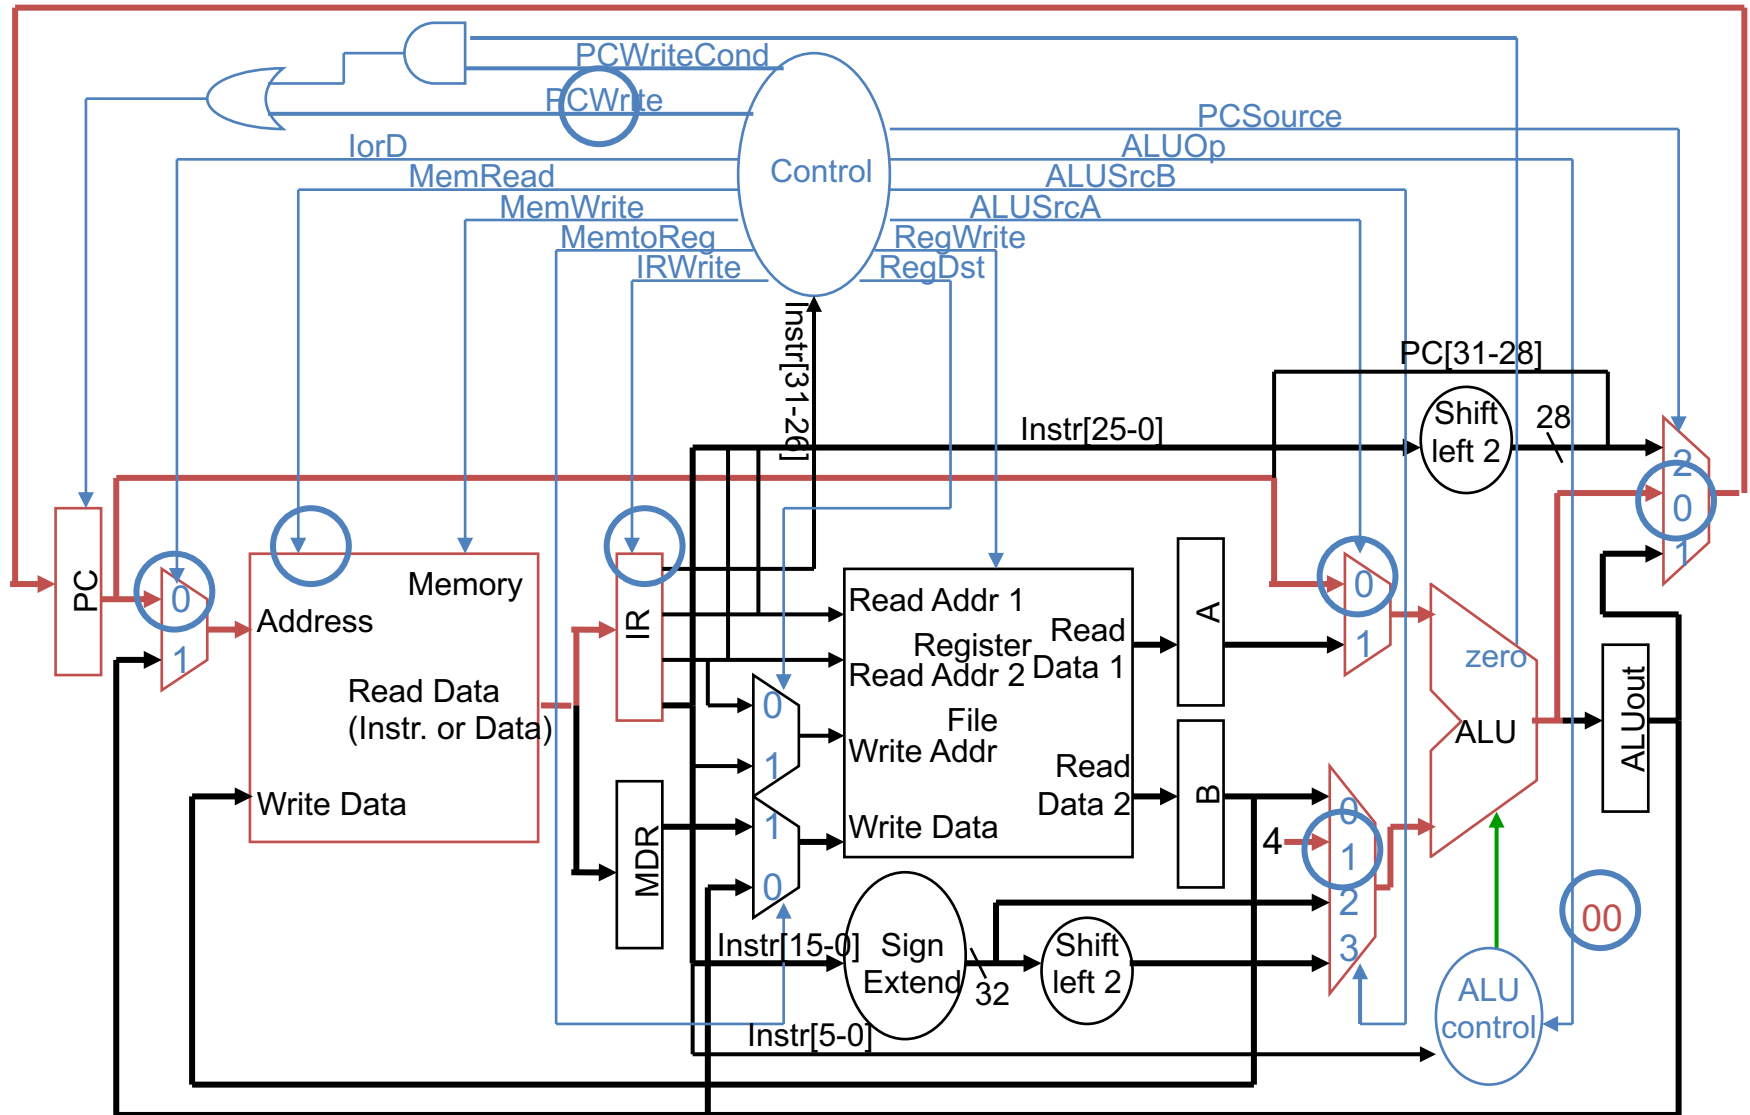 PCWriteCond
PCWrite
PCSource
IorD
ALUOp
MemRead
Control
ALUSrcB
MemWrite
ALUSrcA
MemtoReg
RegWrite
IRWrite
RegDst
Instr[31-26]
PC[31-28]
Shift
left 2
28
Instr[25-0]
2
0
1
PC
0
1
Memory
Address
Read Data
(Instr. or Data)
Write Data
IR
MDR
0
1
1
0
Read Addr 1
Register
Read Addr 2
File
Write Addr
Write Data
Read
Data 1
Read
Data 2
A
B
0
1
zero
ALU
ALUout
4
0
1
2
3
00
Instr[15-0]
Sign
Extend
32
Shift
left 2
ALU
control
Instr[5-0]